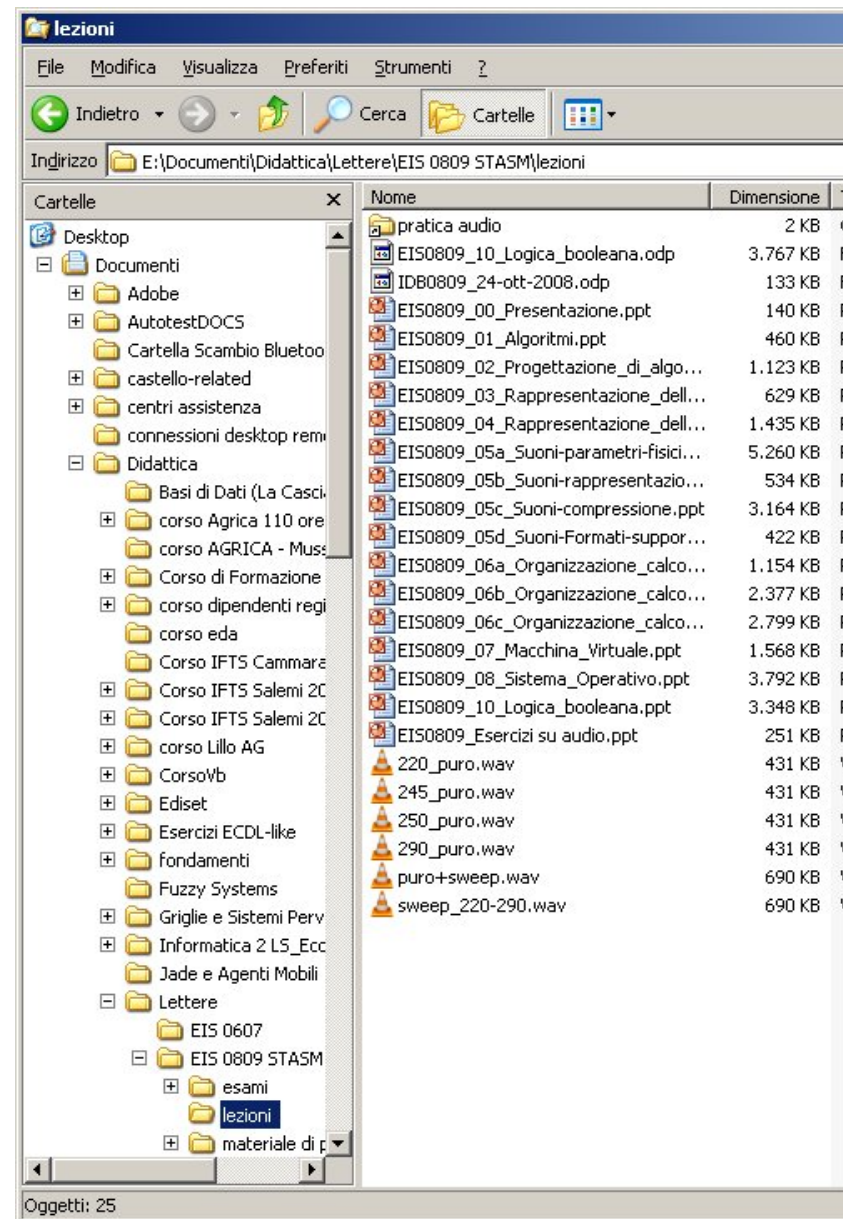 lezioni
File Modifica Visualizza Preferiti Strumenti ?
Indietro Cerca Cartelle
Indirizzo E:\Documenti\Didattica\Lettere\EIS 0809 STASM\lezioni
Cartelle X
Desktop
Documenti
Adobe
AutotestDOCS
Cartella Scambio Bluetoo
castello-related
centri assistenza
connessioni desktop rem
Didattica
Basi di Dati (La Casci
corso Agrica 110 ore
corso AGRICA - Muss
Corso di Formazione
corso dipendenti regi
corso eda
Corso IFTS Cammara
Corso IFTS Salemi 20
Corso IFTS Salemi 20
corso Lillo AG
CorsoVb
Ediset
Esercizi ECDL-like
fondamenti
Fuzzy Systems
Griglie e Sistemi Perv
Informatica 2 LS_Ecc
Jade e Agenti Mobili
Lettere
EIS 0607
EIS 0809 STASM
esami
lezioni
materiale di p
Nome Dimensione
pratica audio 2 KB
EIS0809_10_Logica_booleana.odp 3.767 KB
IDB0809_24-ott-2008.odp 133 KB
EIS0809_00_Presentazione.ppt 140 KB
EIS0809_01_Algoritmi.ppt 460 KB
EIS0809_02_Progettazione_di_algo... 1.123 KB
EIS0809_03_Rappresentazione_dell... 629 KB
EIS0809_04_Rappresentazione_dell... 1.435 KB
EIS0809_05a_Suoni-parametri-fisici... 5.260 KB
EIS0809_05b_Suoni-rappresentazio... 534 KB
EIS0809_05c_Suoni-compressione.ppt 3.164 KB
EIS0809_05d_Suoni-Formati-suppor... 422 KB
EIS0809_06a_Organizzazione_calco... 1.154 KB
EIS0809_06b_Organizzazione_calco... 2.377 KB
EIS0809_06c_Organizzazione_calco... 2.799 KB
EIS0809_07_Macchina_Virtuale.ppt 1.568 KB
EIS0809_08_Sistema_Operativo.ppt 3.792 KB
EIS0809_10_Logica_booleana.ppt 3.348 KB
EIS0809_Esercizi su audio.ppt 251 KB
220_puro.wav 431 KB
245_puro.wav 431 KB
250_puro.wav 431 KB
290_puro.wav 431 KB
puro+sweep.wav 690 KB
sweep_220-290.wav 690 KB
Oggetti: 25